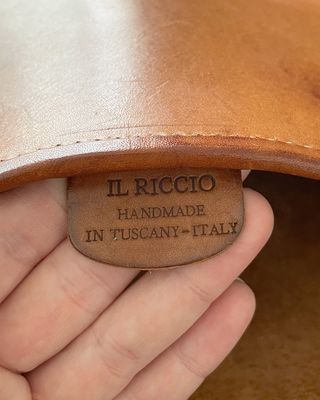 IL RICCIO
HANDMADE
IN TUSCANY-ITALY